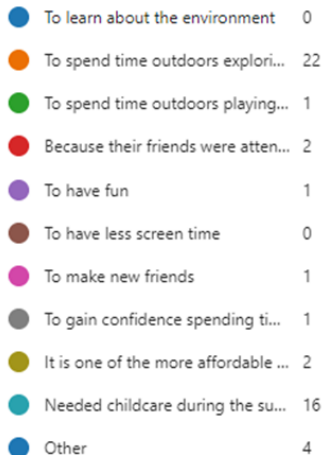 To learn about the environment 0
To spend time outdoors explori... 22
To spend time outdoors playing... 1
Because their friends were atten... 2
To have fun 1
To have less screen time 0
To make new friends 1
To gain confidence spending ti... 1
It is one of the more affordable ... 2
Needed childcare during the su... 16
Other 4